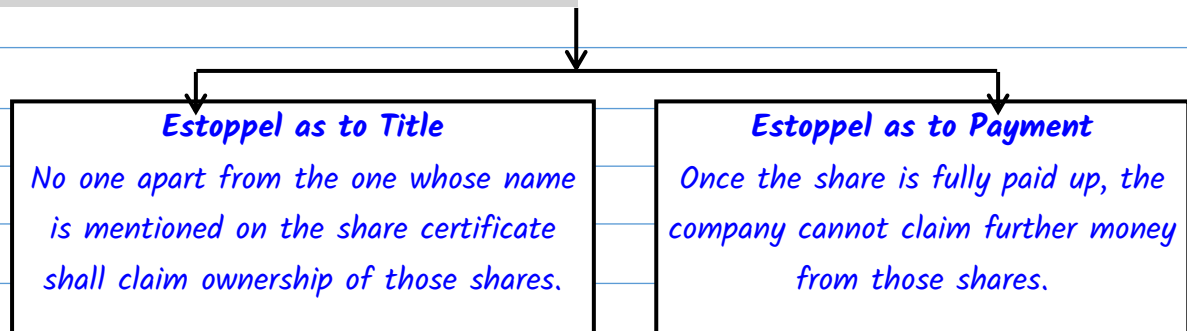 Estoppel as to Title
No one apart from the one whose name
is mentioned on the share certificate
shall claim ownership of those shares.
Estoppel as to Payment
Once the share is fully paid up, the
company cannot claim further money
from those shares.